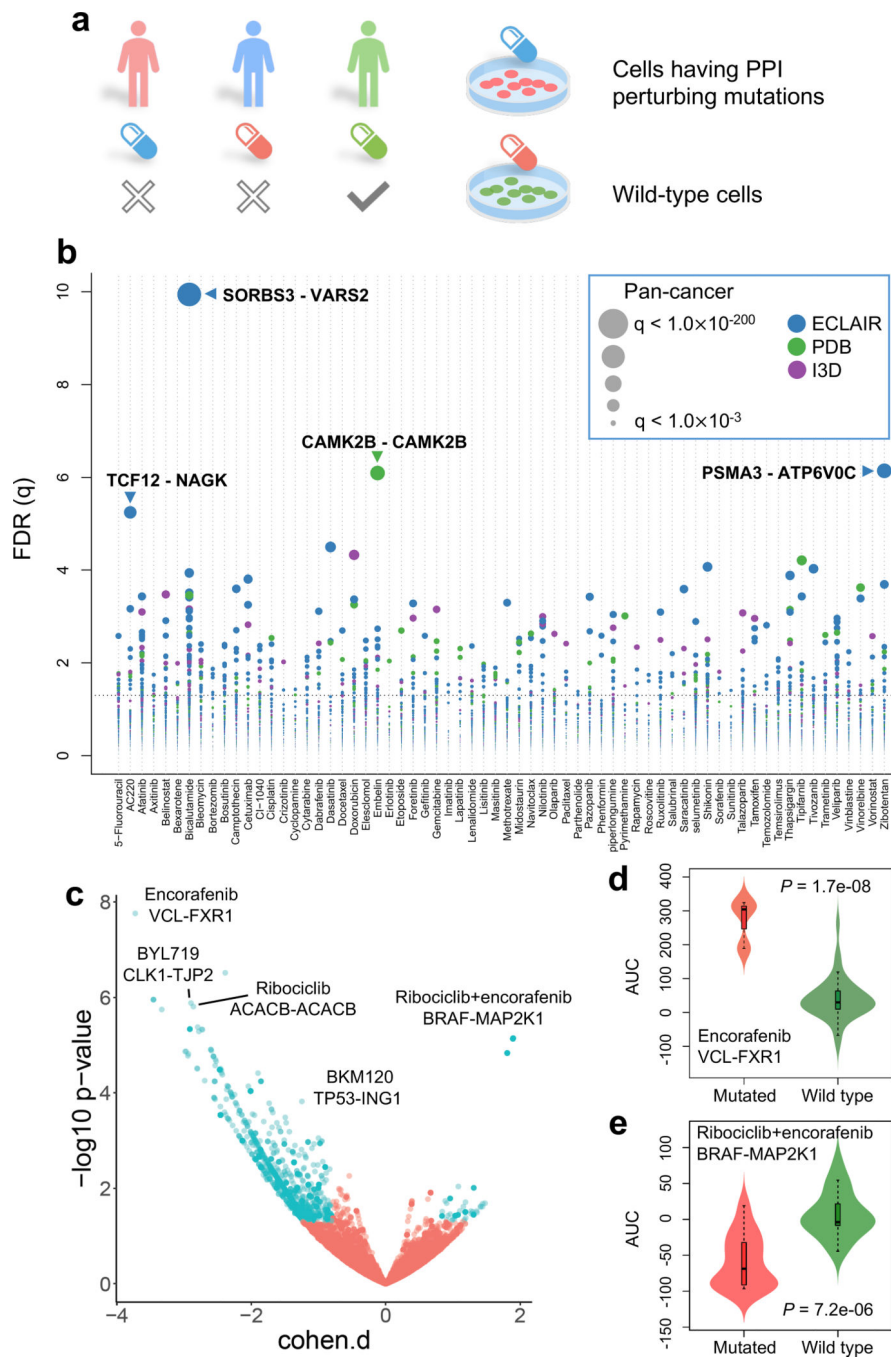 a
Cells having PPI
perturbing mutations
Wild-type cells
b
FDR (q)
10
8
6
4
2
0
SORBS3 - VARS2
CAMK2B - CAMK2B
TCF12 - NAGK
PSMA3 - ATP6V0C
Pan-cancer
q < 1.0×10-200
q < 1.0×10-3
ECLAIR
PDB
I3D
5-Fluorouracil
AC220
Afatinib
Axitinib
Belinostat
Bexarotene
Bicalutamide
Bleomycin
Bortezonib
Bosutinib
Camptothecin
Cetuximab
CI-1040
Cisplatin
Crizotinib
Cyclopamine
Cytarabine
Dabrafenib
Dasatinib
Docetaxel
Doxorubicin
Elesclomol
Embelin
Erlotinib
Etoposide
Gefitinib
Gemcitabine
Imatinib
Lapatinib
Lenalidomide
Lisitinib
Masitinib
Methotrexate
Midostaurin
Navitoclax
Nilotinib
Olaparib
Paclitaxel
Parthenolide
Pazopanib
Phenformin
piperlongumine
Pyrimethamine
Rapamycin
Roscovitine
Ruxolitinib
Salubrinal
Saracatinib
selumetinib
Shikonin
Sorafenib
Sunitinib
Talazoparib
Tamoxifen
Temozolomide
Temsirolimus
Thapsigargin
Tipifarnib
Tivozanib
Trametinib
Veliparib
Vinblastine
Vinorelbine
Vorinostat
Zibotentan
c
−log10 p−value
8
6
4
2
0
Encorafenib
VCL-FXR1
BYL719
CLK1-TJP2
Ribociclib
ACACB-ACACB
Ribociclib+encorafenib
BRAF-MAP2K1
BKM120
TP53-ING1
−4
−2
0
2
cohen.d
d
AUC
400
300
200
100
0
-100
P = 1.7e-08
Encorafenib
VCL-FXR1
Mutated
Wild type
e
AUC
100
50
0
-50
-100
-150
Ribociclib+encorafenib
BRAF-MAP2K1
P = 7.2e-06
Mutated
Wild type